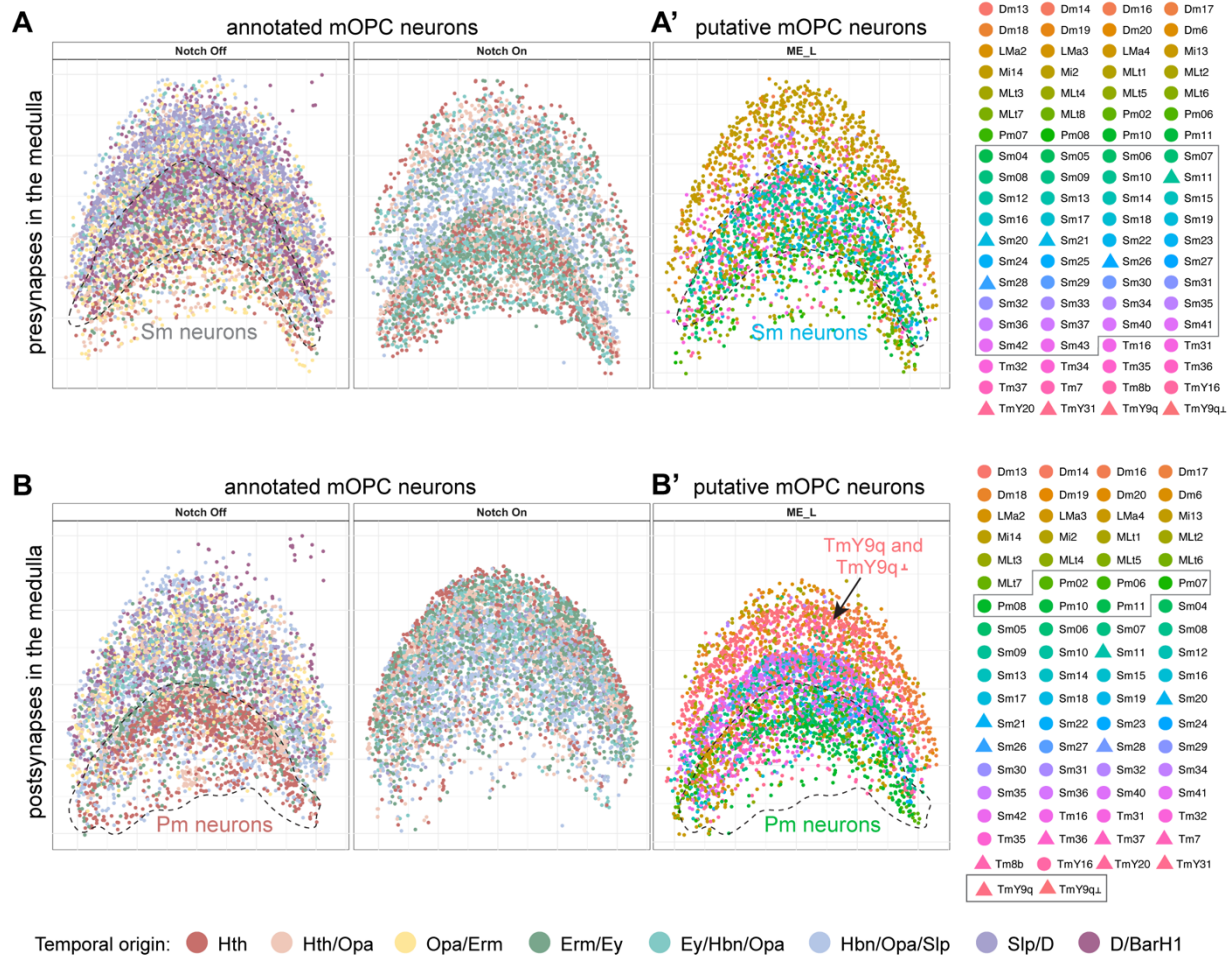 A
annotated mOPC neurons
Notch Off
Notch On
presynapses in the medulla
Sm neurons
A’
putative mOPC neurons
ME_L
Sm neurons
Dm13 Dm14 Dm16 Dm17
Dm18 Dm19 Dm20 Dm6
LMa2 LMa3 LMa4 Mi13
Mi14 Mi2 MLt1 MLt2
MLt3 MLt4 MLt5 MLt6
MLt7 MLt8 Pm02 Pm06
Pm07 Pm08 Pm10 Pm11
Sm04 Sm05 Sm06 Sm07
Sm08 Sm09 Sm10 Sm11
Sm12 Sm13 Sm14 Sm15
Sm16 Sm17 Sm18 Sm19
Sm20 Sm21 Sm22 Sm23
Sm24 Sm25 Sm26 Sm27
Sm28 Sm29 Sm30 Sm31
Sm32 Sm33 Sm34 Sm35
Sm36 Sm37 Sm40 Sm41
Sm42 Sm43 Tm16 Tm31
Tm32 Tm34 Tm35 Tm36
Tm37 Tm7 Tm8b TmY16
TmY20 TmY31 TmY9q TmY9q⊥
B
annotated mOPC neurons
Notch Off
Notch On
postsynapses in the medulla
Pm neurons
B’
putative mOPC neurons
ME_L
TmY9q and
TmY9q⊥
Pm neurons
Dm13 Dm14 Dm16 Dm17
Dm18 Dm19 Dm20 Dm6
LMa2 LMa3 LMa4 Mi13
Mi14 Mi2 MLt1 MLt2
MLt3 MLt4 MLt5 MLt6
MLt7 Pm02 Pm06 Pm07
Pm08 Pm10 Pm11 Sm04
Sm05 Sm06 Sm07 Sm08
Sm09 Sm10 Sm11 Sm12
Sm13 Sm14 Sm15 Sm16
Sm17 Sm18 Sm19 Sm20
Sm21 Sm22 Sm23 Sm24
Sm26 Sm27 Sm28 Sm29
Sm30 Sm31 Sm32 Sm34
Sm35 Sm36 Sm40 Sm41
Sm42 Tm16 Tm31 Tm32
Tm35 Tm36 Tm37 Tm7
Tm8b TmY16 TmY20 TmY31
TmY9q TmY9q⊥
Temporal origin: Hth Hth/Opa Opa/Erm Erm/Ey Ey/Hbn/Opa Hbn/Opa/Slp Slp/D D/BarH1